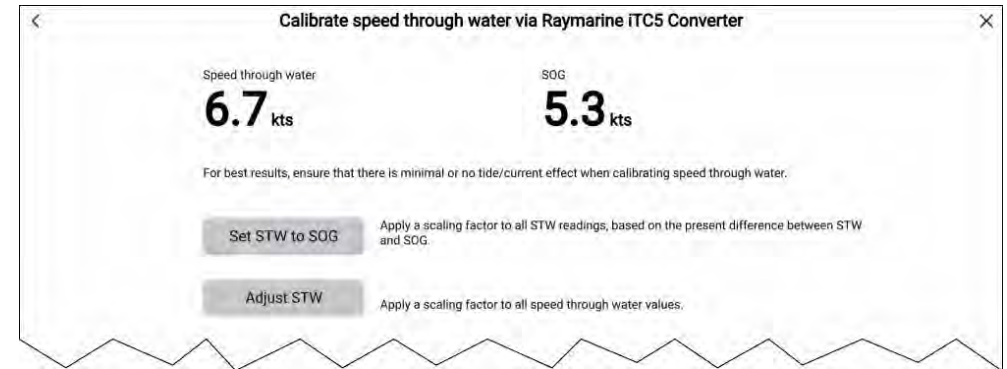 Calibrate speed through water via Raymarine iTC5 Converter
Speed through water
SOG
6.7 kts
5.3 kts
For best results, ensure that there is minimal or no tide/current effect when calibrating speed through water.
Set STW to SOG
Apply a scaling factor to all STW readings, based on the present difference between STW
and SOG.
Adjust STW
Apply a scaling factor to all speed through water values.